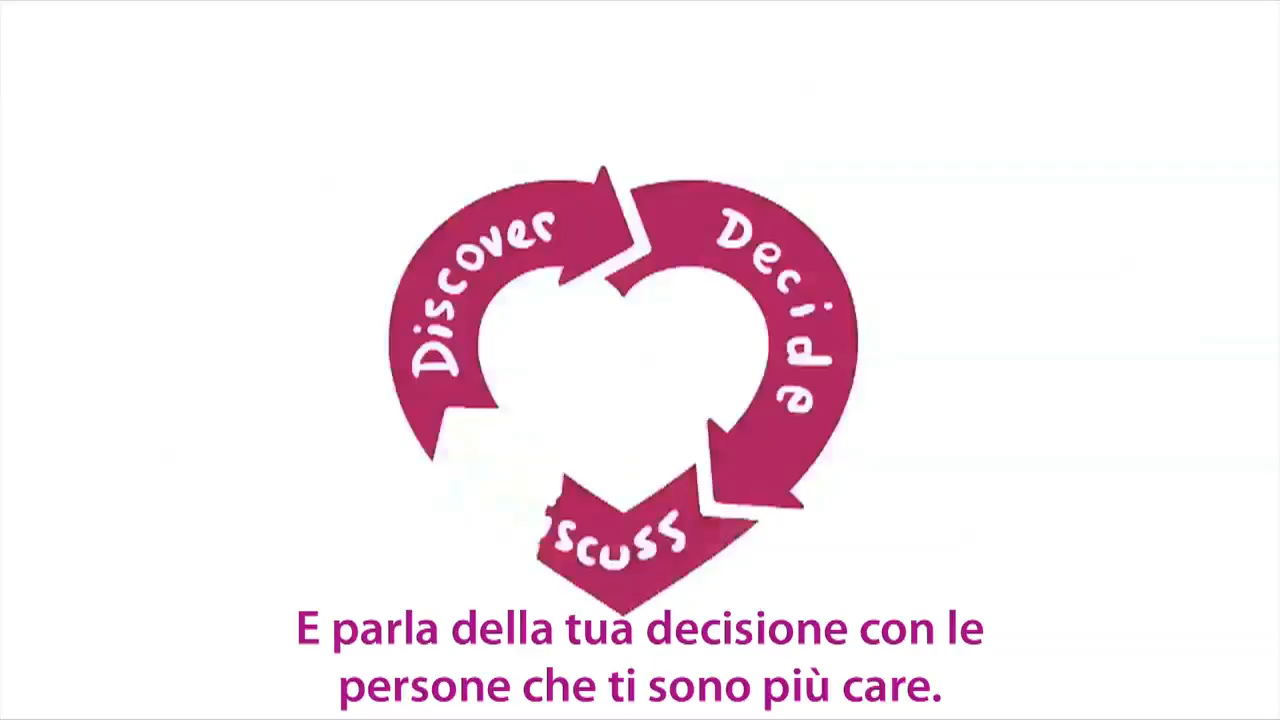 Discover
Decide
scuss
E parla della tua decisione con le
persone che ti sono più care.